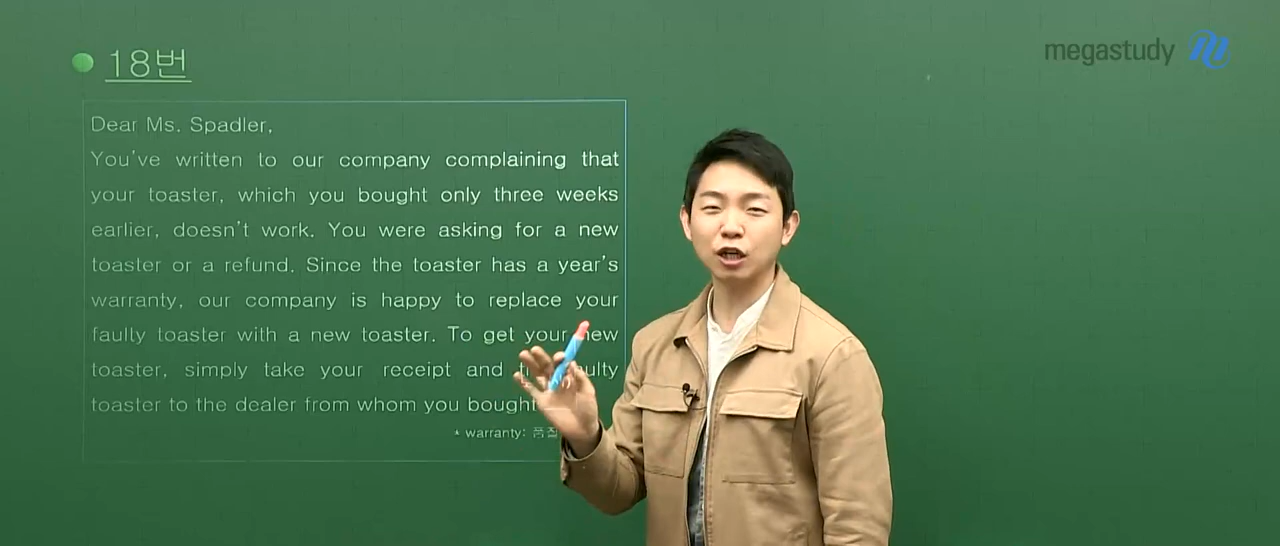 18번
megastudy
Dear Ms. Spadler,
You've written to our company complaining that
your toaster, which you bought only three weeks
earlier, doesn't work. You were asking for a new
toaster or a refund. Since the toaster has a year's
warranty, our company is happy to replace your
faulty toaster with a new toaster. To get your new
toaster, simply take your receipt and
toaster to the dealer from whom you bought
* warranty: 품질